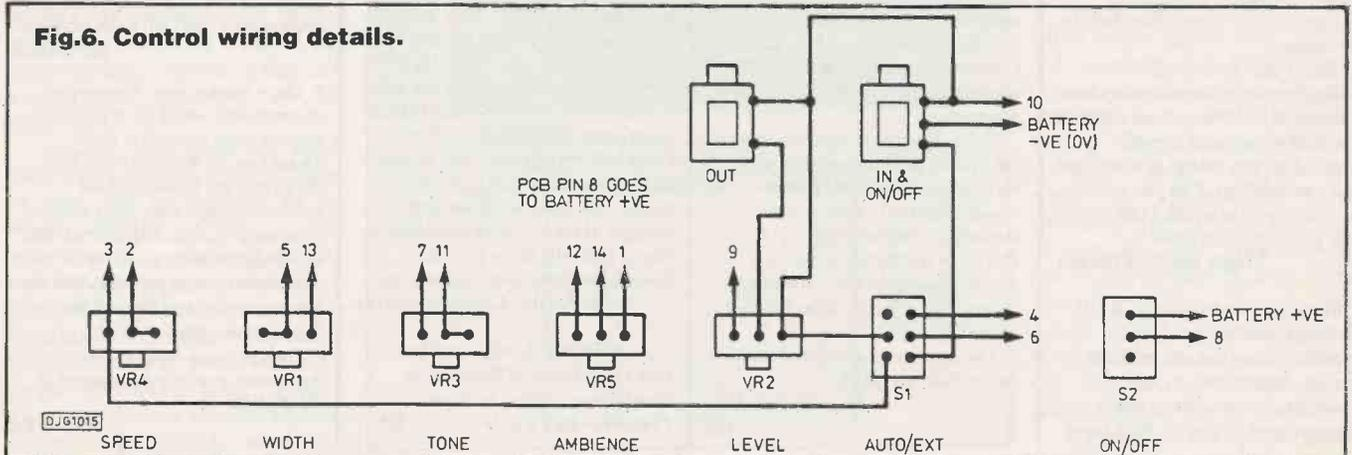 Fig.6. Control wiring details.
OUT
IN &
ON/OFF
10
BATTERY
-VE (0V)
PCB PIN 8 GOES
TO BATTERY +VE
3 2
5 13
7 11
12 14 1
9
4
6
BATTERY +VE
8
VR4
VR1
VR3
VR5
VR2
S1
S2
DJG1015
SPEED
WIDTH
TONE
AMBIENCE
LEVEL
AUTO/EXT
ON/OFF